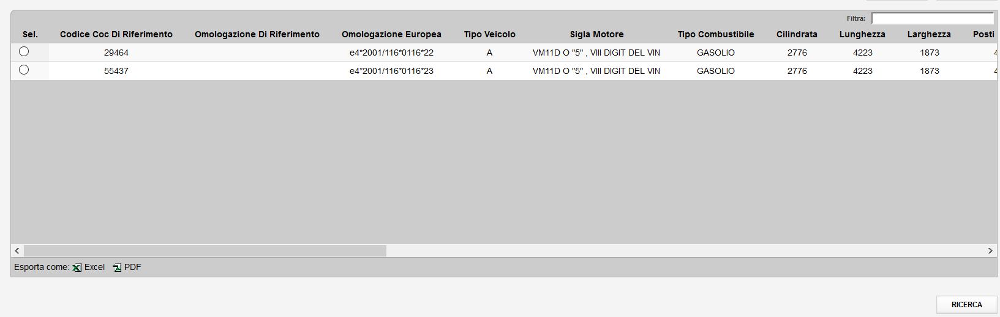 Filtra:
Sel. Codice Coc Di Riferimento Omologazione Di Riferimento Omologazione Europea Tipo Veicolo Sigla Motore Tipo Combustibile Cilindrata Lunghezza Larghezza Posti
29464 e4*2001/116*0116*22 A VM11D O "5" , VIII DIGIT DEL VIN GASOLIO 2776 4223 1873
55437 e4*2001/116*0116*23 A VM11D O "5" , VIII DIGIT DEL VIN GASOLIO 2776 4223 1873
Esporta come: Excel PDF
RICERCA